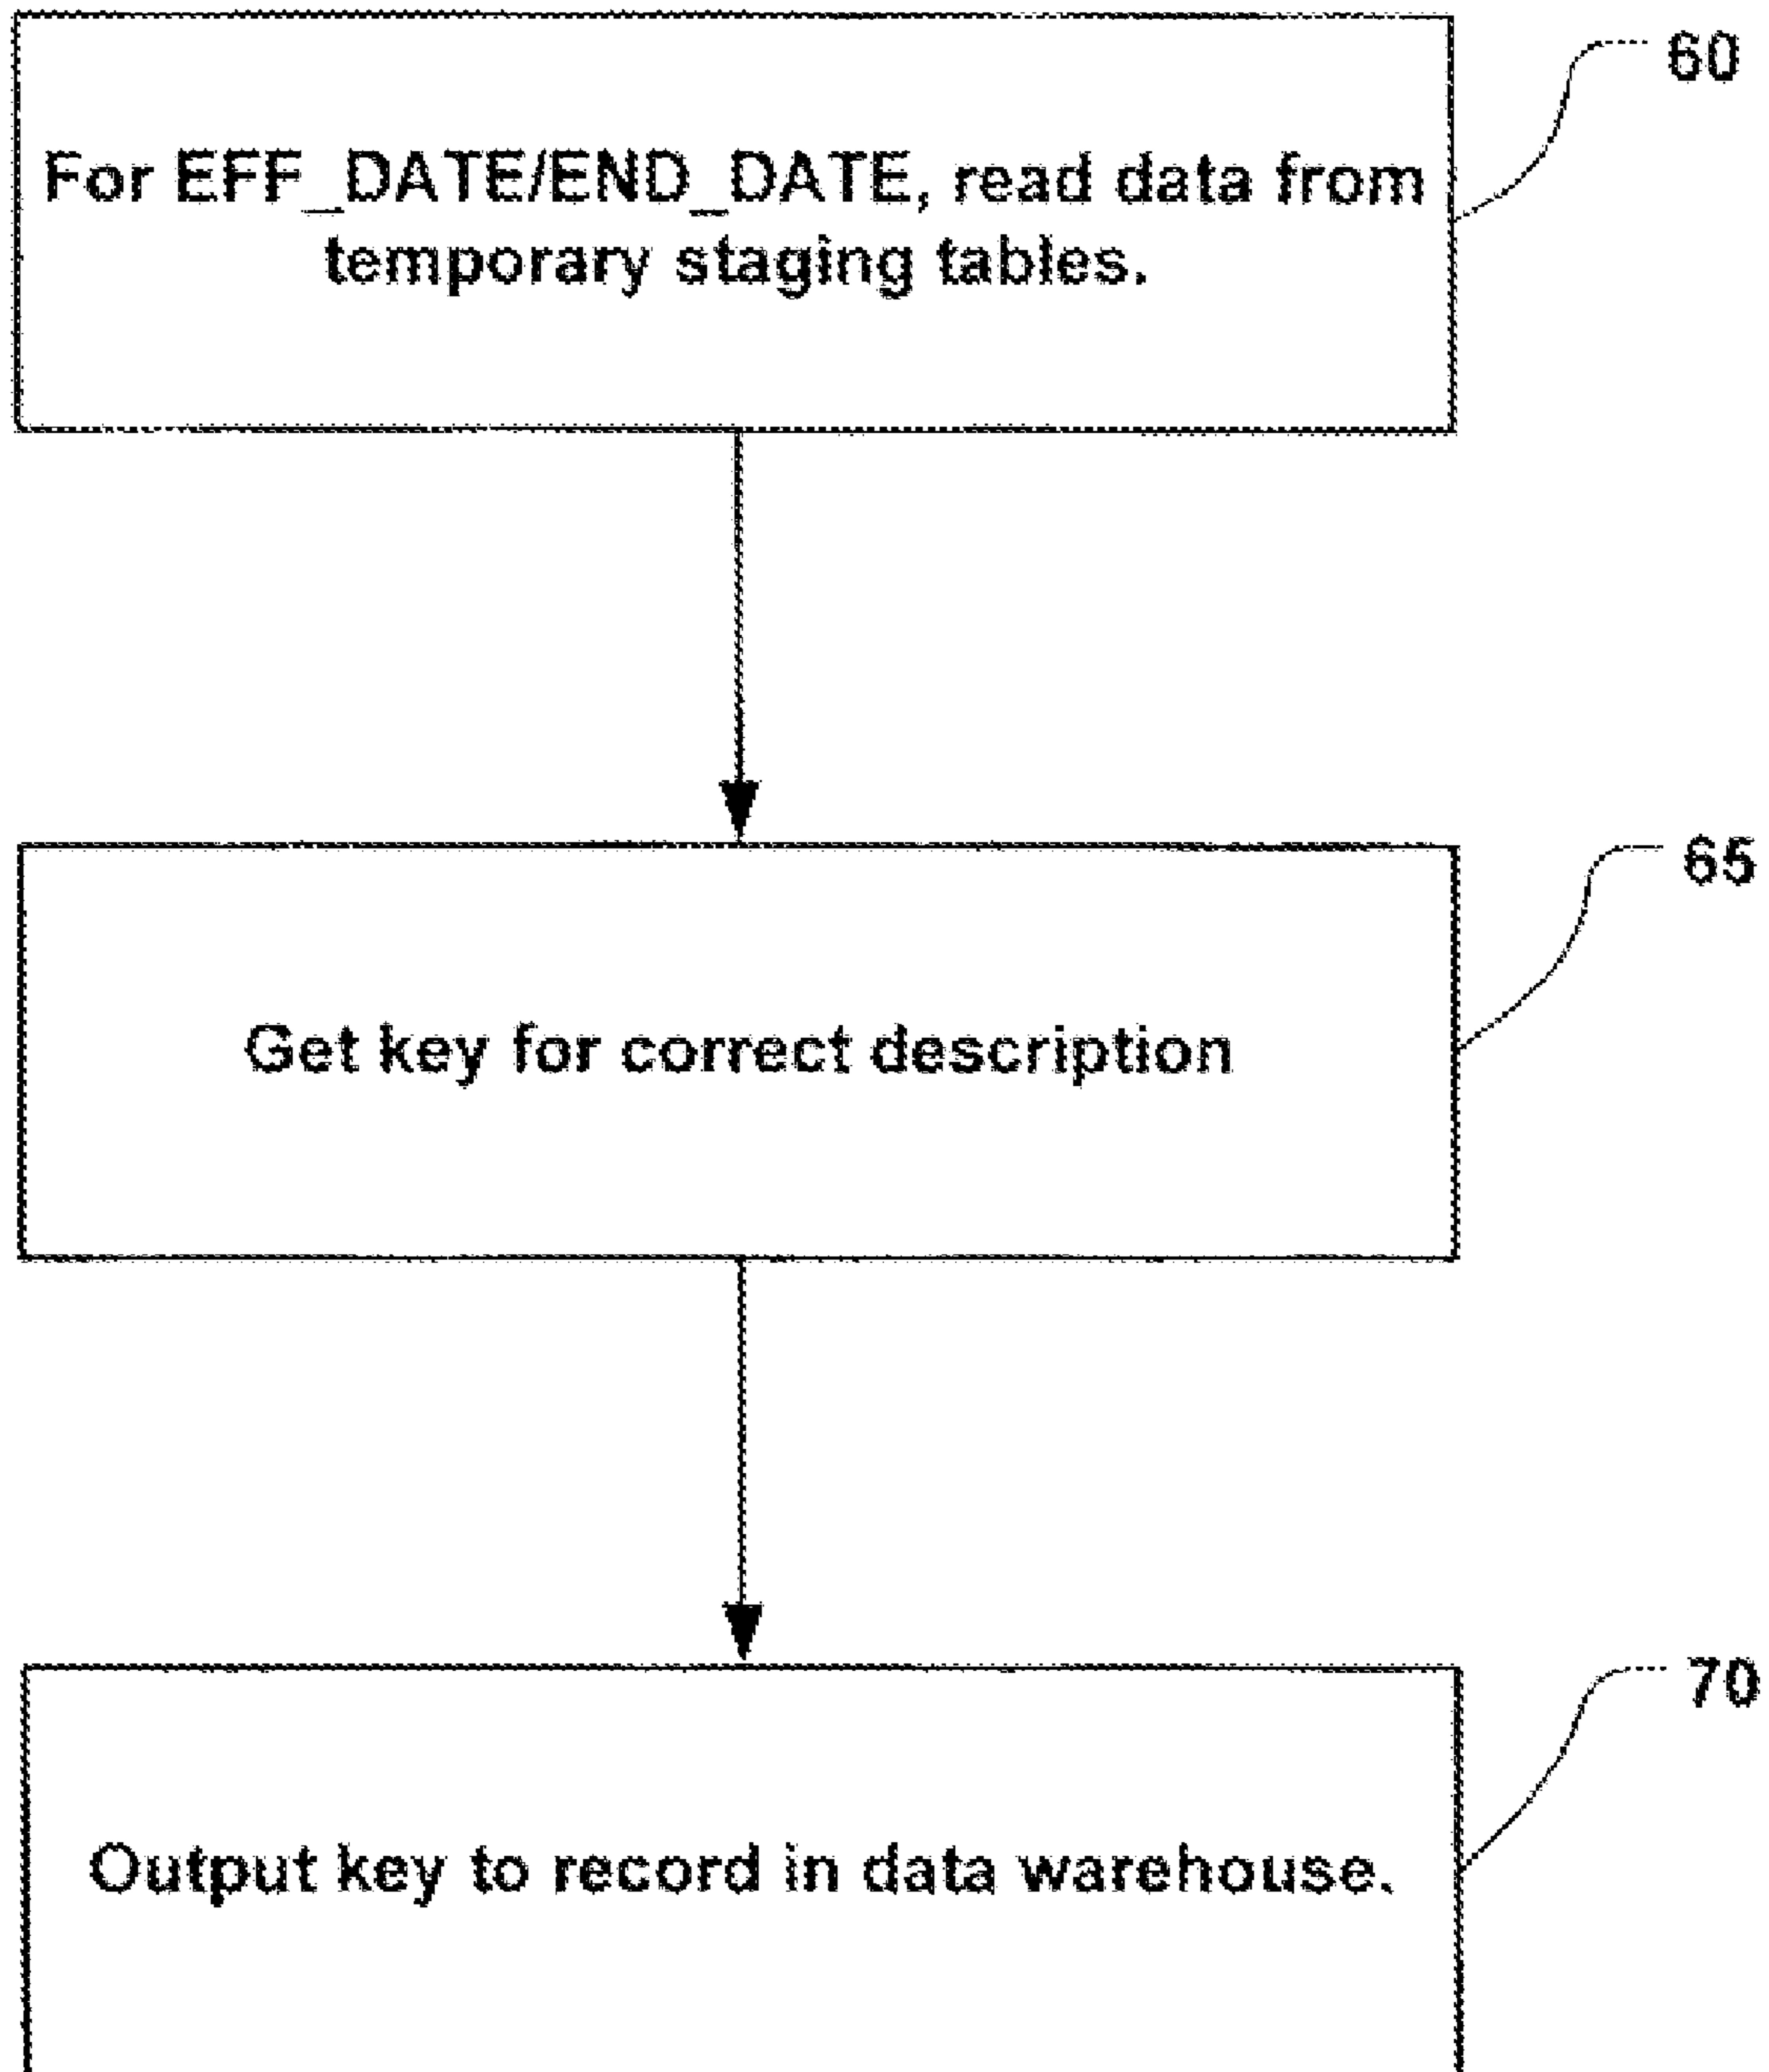 60
For EFF_DATE/END_DATE, read data from
temporary staging tables.
65
Get key for correct description
70
Output key to record in data warehouse.